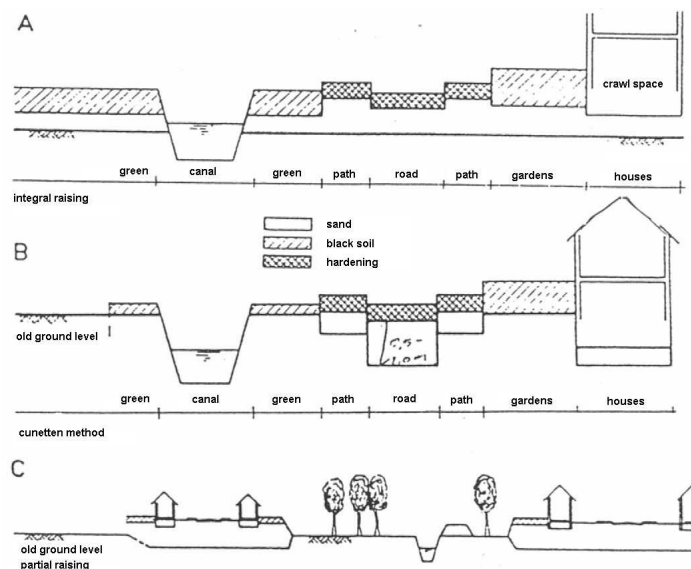 A
crawl space
green canal green path road path gardens houses
integral raising
sand
black soil
hardening
B
old ground level
green canal green path road path gardens houses
cunetten method
C
old ground level
partial raising